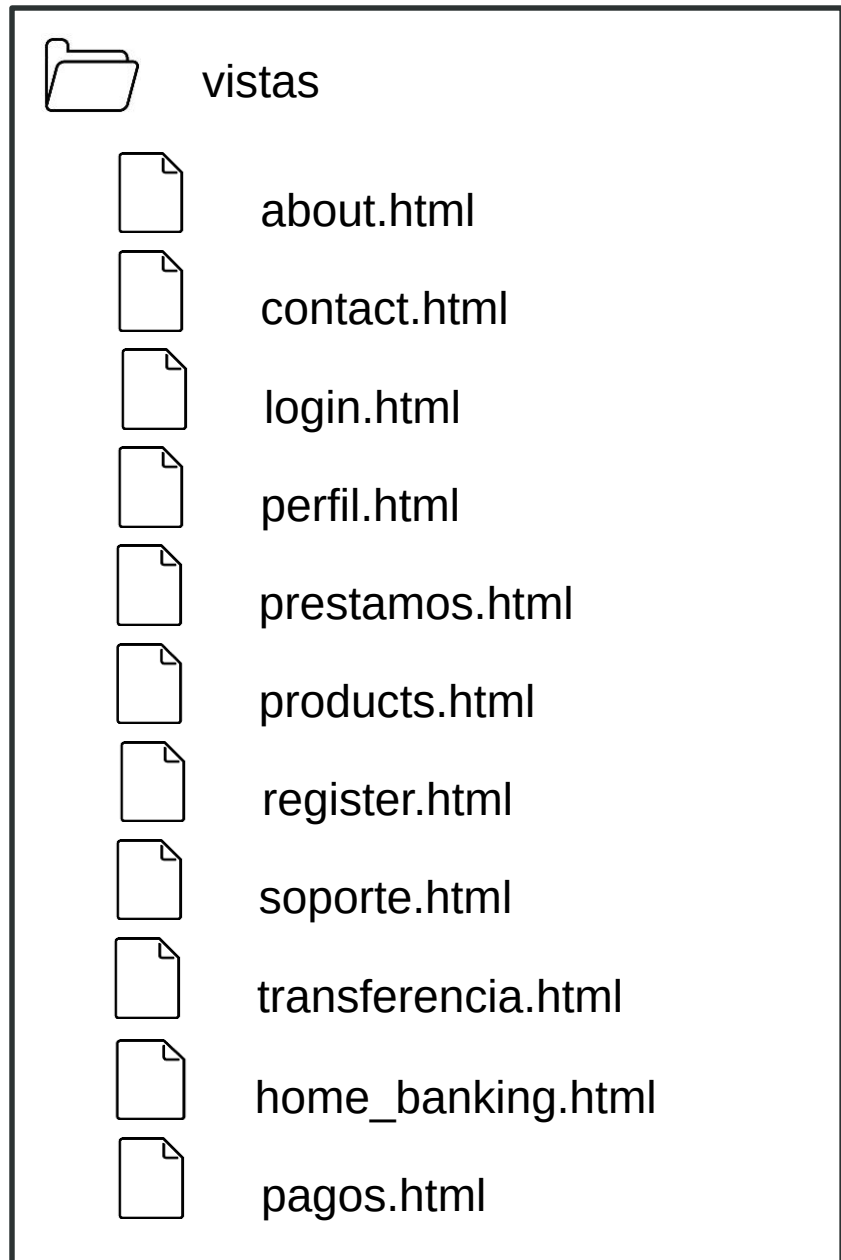 vistas
about.html
contact.html
login.html
perfil.html
prestamos.html
products.html
register.html
soporte.html
transferencia.html
home_banking.html
pagos.html